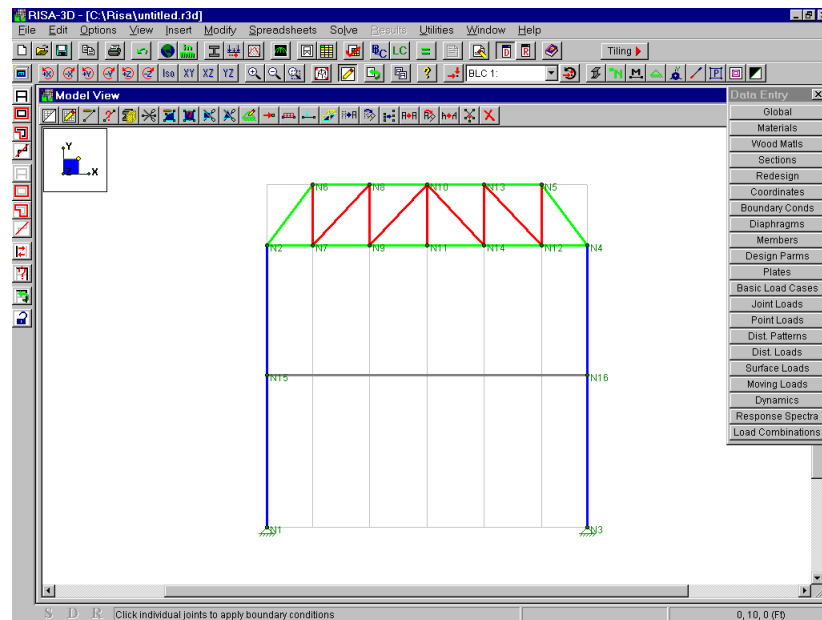 RISA-3D - [C:\Risa\untitled.r3d]
File Edit Options View Insert Modify Spreadsheets Solve Results Utilities Window Help
LC Tiling
Iso XY XZ YZ ? BLC 1:
Model View
Data Entry
Global
Materials
Wood Matls
Sections
Redesign
Coordinates
Boundary Conds
Diaphragms
Members
Design Parms
Plates
Basic Load Cases
Joint Loads
Point Loads
Dist. Patterns
Dist. Loads
Surface Loads
Moving Loads
Dynamics
Response Spectra
Load Combinations
Y
Z X
N6 N8 N10 N13 N5
N2 N7 N9 N11 N14 N12 N4
N15 N16
N1 N3
S D R Click individual joints to apply boundary conditions 0, 10, 0 (Ft)